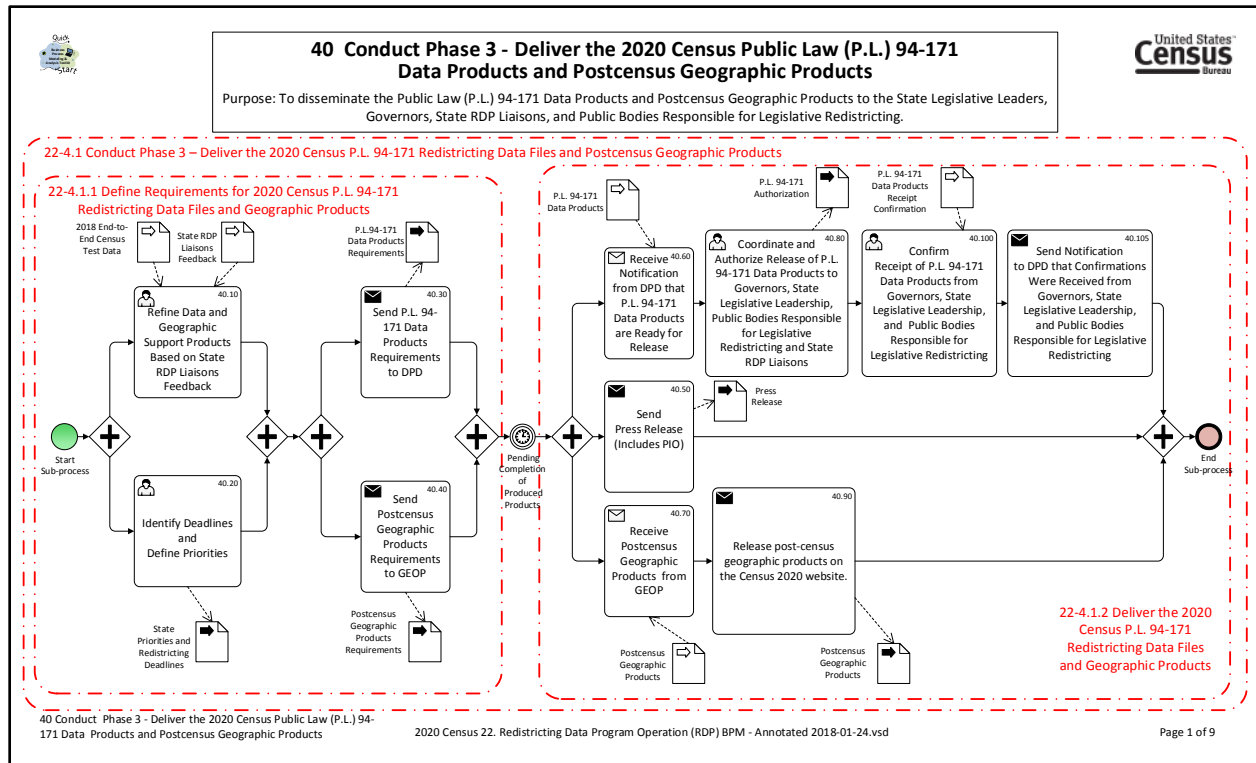 Quick
Business
Process
Modeling &
Analysis Toolkit
Start
40 Conduct Phase 3 - Deliver the 2020 Census Public Law (P.L.) 94-171
Data Products and Postcensus Geographic Products
Purpose: To disseminate the Public Law (P.L.) 94-171 Data Products and Postcensus Geographic Products to the State Legislative Leaders,
Governors, State RDP Liaisons, and Public Bodies Responsible for Legislative Redistricting.
United States™
Census
Bureau
22-4.1 Conduct Phase 3 – Deliver the 2020 Census P.L. 94-171 Redistricting Data Files and Postcensus Geographic Products
22-4.1.1 Define Requirements for 2020 Census P.L. 94-171
Redistricting Data Files and Geographic Products
2018 End-to-
End Census
Test Data
State RDP
Liaisons
Feedback
P.L.94-171
Data Products
Requirements
40.10
Refine Data and
Geographic
Support Products
Based on State
RDP Liaisons
Feedback
40.30
Send P.L. 94-
171 Data
Products
Requirements
to DPD
Start
Sub-process
40.20
Identify Deadlines
and
Define Priorities
40.40
Send
Postcensus
Geographic
Products
Requirements
to GEOP
State
Priorities and
Redistricting
Deadlines
Postcensus
Geographic
Products
Requirements
Pending
Completion
of
Produced
Products
P.L. 94-171
Data Products
P.L. 94-171
Authorization
P.L. 94-171
Data Products
Receipt
Confirmation
40.60
Receive
Notification
from DPD that
P.L. 94-171
Data Products
are Ready for
Release
40.80
Coordinate and
Authorize Release of P.L.
94-171 Data Products to
Governors, State
Legislative Leadership,
Public Bodies Responsible
for Legislative
Redistricting and State
RDP Liaisons
40.100
Confirm
Receipt of P.L. 94-171
Data Products from
Governors, State
Legislative Leadership,
and Public Bodies
Responsible for
Legislative Redistricting
40.105
Send Notification
to DPD that Confirmations
Were Received from
Governors, State
Legislative Leadership,
and Public Bodies
Responsible for Legislative
Redistricting
40.50
Send
Press Release
(Includes PIO)
Press
Release
End
Sub-process
40.70
Receive
Postcensus
Geographic
Products from
GEOP
40.90
Release post-census
geographic products on
the Census 2020 website.
Postcensus
Geographic
Products
Postcensus
Geographic
Products
22-4.1.2 Deliver the 2020
Census P.L. 94-171
Redistricting Data Files
and Geographic Products
40 Conduct Phase 3 - Deliver the 2020 Census Public Law (P.L.) 94-
171 Data Products and Postcensus Geographic Products
2020 Census 22. Redistricting Data Program Operation (RDP) BPM - Annotated 2018-01-24.vsd
Page 1 of 9